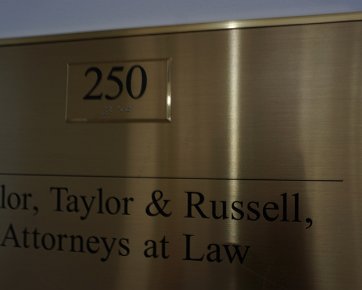 250
lor, Taylor & Russell,
Attorneys at Law